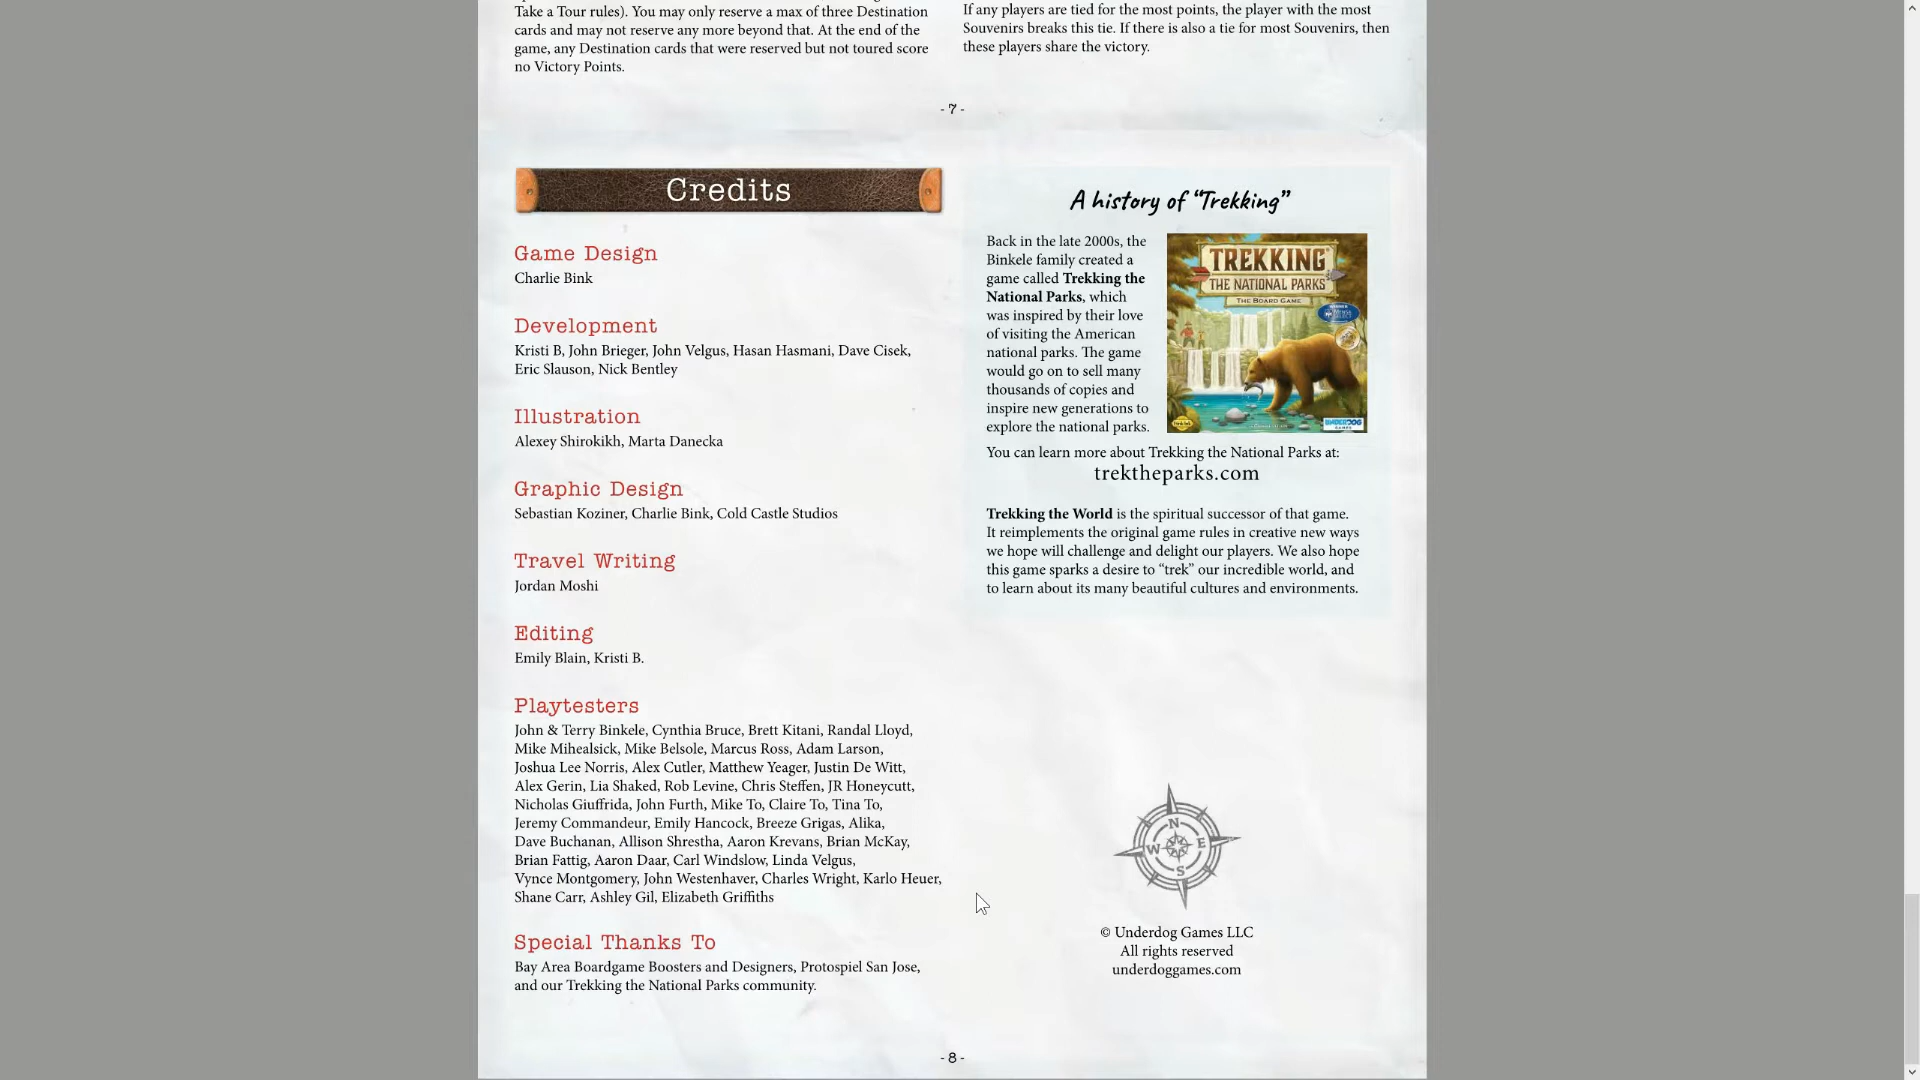 Take a Tour rules). You may only reserve a max of three Destination
cards and may not reserve any more beyond that. At the end of the
game, any Destination cards that were reserved but not toured score
no Victory Points.
If any players are tied for the most points, the player with the most
Souvenirs breaks this tie. If there is also a tie for most Souvenirs, then
these players share the victory.
- 7 -
Credits
Game Design
Charlie Bink
Development
Kristi B, John Brieger, John Velgus, Hasan Hasmani, Dave Cisek,
Eric Slauson, Nick Bentley
Illustration
Alexey Shirokikh, Marta Danecka
Graphic Design
Sebastian Koziner, Charlie Bink, Cold Castle Studios
Travel Writing
Jordan Moshi
Editing
Emily Blain, Kristi B.
Playtesters
John & Terry Binkele, Cynthia Bruce, Brett Kitani, Randal Lloyd,
Mike Mihealsick, Mike Belsole, Marcus Ross, Adam Larson,
Joshua Lee Norris, Alex Cutler, Matthew Yeager, Justin De Witt,
Alex Gerin, Lia Shaked, Rob Levine, Chris Steffen, JR Honeycutt,
Nicholas Giuffrida, John Furth, Mike To, Claire To, Tina To,
Jeremy Commandeur, Emily Hancock, Breeze Grigas, Alika,
Dave Buchanan, Allison Shrestha, Aaron Krevans, Brian McKay,
Brian Fattig, Aaron Daar, Carl Windslow, Linda Velgus,
Vynce Montgomery, John Westenhaver, Charles Wright, Karlo Heuer,
Shane Carr, Ashley Gil, Elizabeth Griffiths
Special Thanks To
Bay Area Boardgame Boosters and Designers, Protospiel San Jose,
and our Trekking the National Parks community.
A history of “Trekking”
Back in the late 2000s, the
Binkele family created a
game called Trekking the
National Parks, which
was inspired by their love
of visiting the American
national parks. The game
would go on to sell many
thousands of copies and
inspire new generations to
explore the national parks.
TREKKING
THE NATIONAL PARKS
THE BOARD GAME
UNDERDOG
GAMES
You can learn more about Trekking the National Parks at:
trektheparks.com
Trekking the World is the spiritual successor of that game.
It reimplements the original game rules in creative new ways
we hope will challenge and delight our players. We also hope
this game sparks a desire to “trek” our incredible world, and
to learn about its many beautiful cultures and environments.
N
W E
S
© Underdog Games LLC
All rights reserved
underdoggames.com
- 8 -